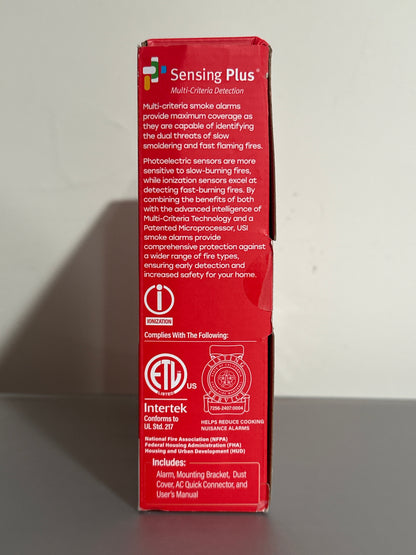 Sensing Plus®
Multi-Criteria Detection
Multi-criteria smoke alarms
provide maximum coverage as
they are capable of identifying
the dual threats of slow
smoldering and fast flaming fires.
Photoelectric sensors are more
sensitive to slow-burning fires,
while ionization sensors excel at
detecting fast-burning fires. By
combining the benefits of both
with the advanced intelligence of
Multi-Criteria Technology and a
Patented Microprocessor, USI
smoke alarms provide
comprehensive protection against
a wider range of fire types,
ensuring early detection and
increased safety for your home.
i
IONIZATION
Complies With The Following:
ETL
LISTED
US
Intertek
Conforms to
UL Std. 217
7256-2407:0004
HELPS REDUCE COOKING
NUISANCE ALARMS
National Fire Association (NFPA)
Federal Housing Administration (FHA)
Housing and Urban Development (HUD)
Includes:
Alarm, Mounting Bracket, Dust
Cover, AC Quick Connector, and
User's Manual